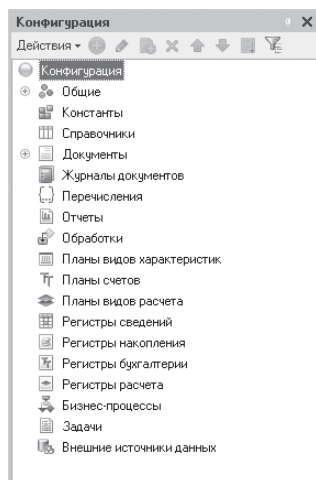 Конфигурация
Действия
Конфигурация
Общие
Константы
Справочники
Документы
Журналы документов
Перечисления
Отчеты
Обработки
Планы видов характеристик
Планы счетов
Планы видов расчета
Регистры сведений
Регистры накопления
Регистры бухгалтерии
Регистры расчета
Бизнес-процессы
Задачи
Внешние источники данных